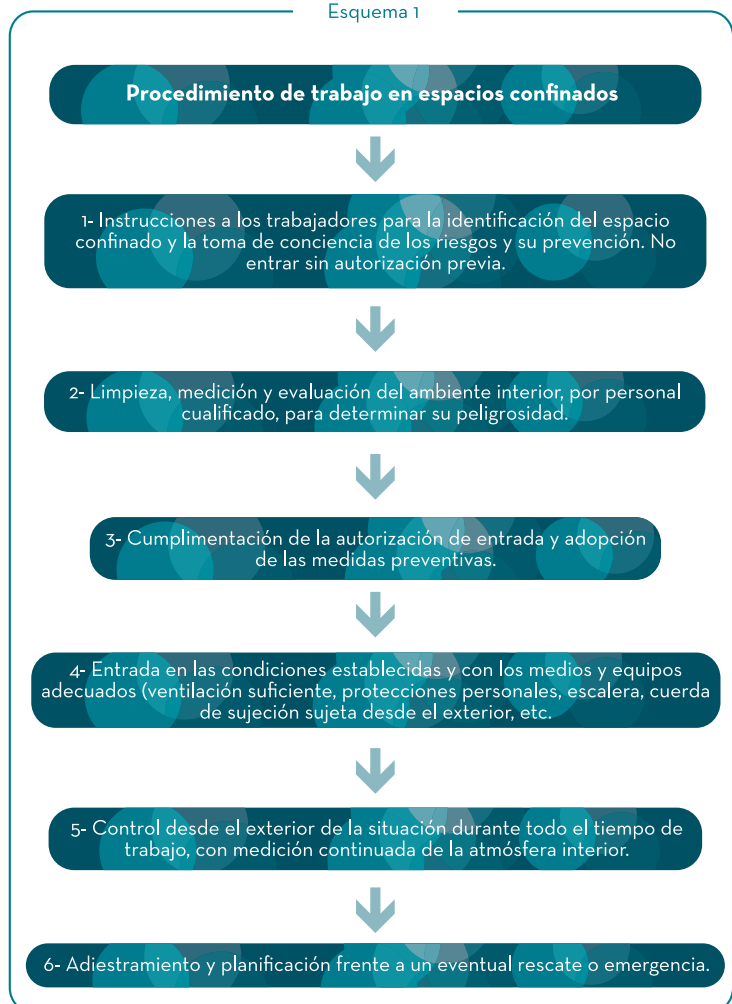 Esquema 1
Procedimiento de trabajo en espacios confinados
1- Instrucciones a los trabajadores para la identificación del espacio
confinado y la toma de conciencia de los riesgos y su prevención. No
entrar sin autorización previa.
2- Limpieza, medición y evaluación del ambiente interior, por personal
cualificado, para determinar su peligrosidad.
3- Cumplimentación de la autorización de entrada y adopción
de las medidas preventivas.
4- Entrada en las condiciones establecidas y con los medios y equipos
adecuados (ventilación suficiente, protecciones personales, escalera, cuerda
de sujeción sujeta desde el exterior, etc.
5- Control desde el exterior de la situación durante todo el tiempo de
trabajo, con medición continuada de la atmósfera interior.
6- Adiestramiento y planificación frente a un eventual rescate o emergencia.